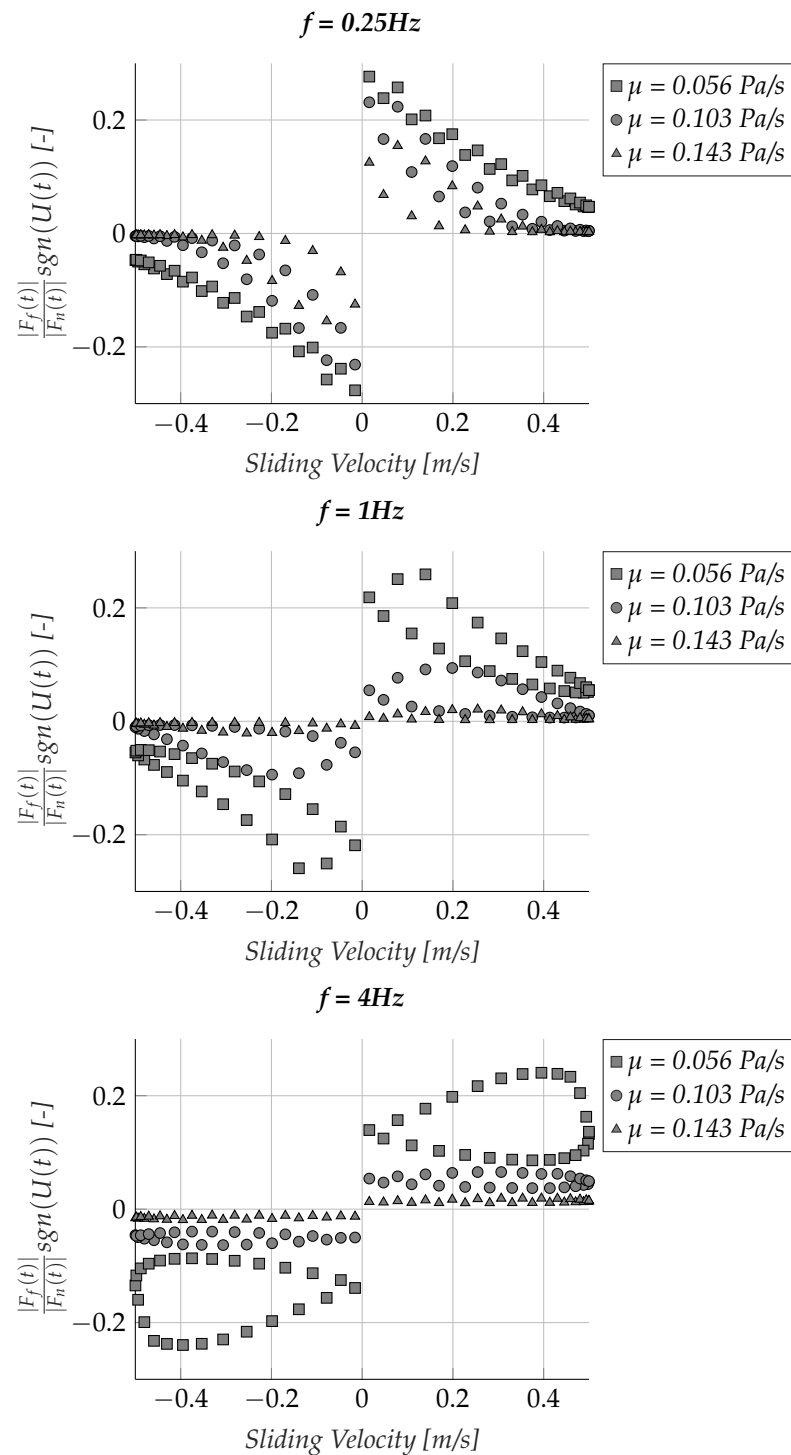 f = 0.25Hz
|F_f(t)|/|F_n(t)| sgn(U(t)) [-]
0.2
0
−0.2
−0.4 −0.2 0 0.2 0.4
Sliding Velocity [m/s]
μ = 0.056 Pa/s
μ = 0.103 Pa/s
μ = 0.143 Pa/s
f = 1Hz
|F_f(t)|/|F_n(t)| sgn(U(t)) [-]
0.2
0
−0.2
−0.4 −0.2 0 0.2 0.4
Sliding Velocity [m/s]
μ = 0.056 Pa/s
μ = 0.103 Pa/s
μ = 0.143 Pa/s
f = 4Hz
|F_f(t)|/|F_n(t)| sgn(U(t)) [-]
0.2
0
−0.2
−0.4 −0.2 0 0.2 0.4
Sliding Velocity [m/s]
μ = 0.056 Pa/s
μ = 0.103 Pa/s
μ = 0.143 Pa/s